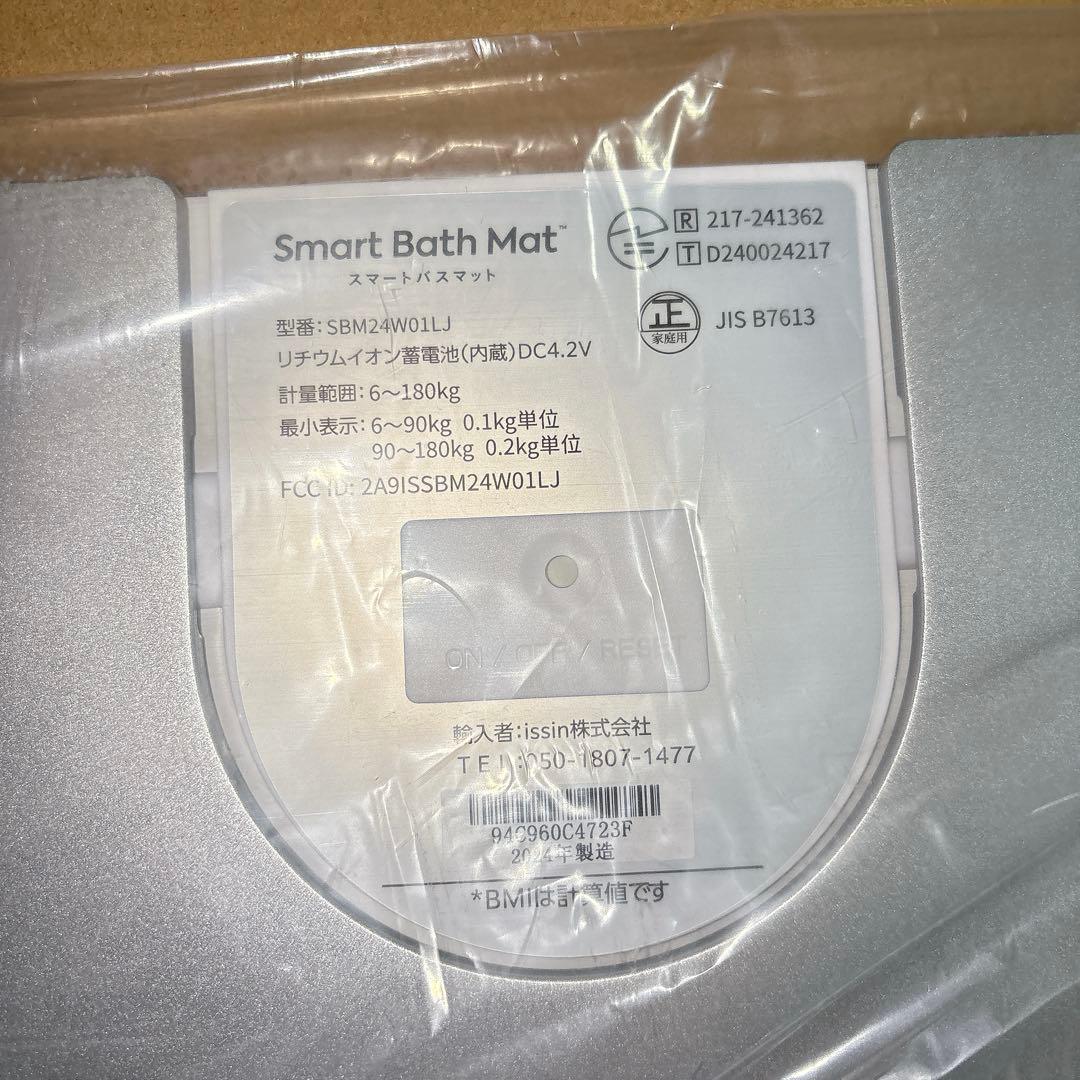 Smart Bath Mat™
スマートバスマット
R 217-241362
T D240024217
正
家庭用
JIS B7613
型番：SBM24W01LJ
リチウムイオン蓄電池（内蔵）DC4.2V
計量範囲：6～180kg
最小表示：6～90kg 0.1kg単位
90～180kg 0.2kg単位
FCC ID: 2A9ISSBM24W01LJ
ON / OFF / RESET
輸入者：issin株式会社
TEL：050-1807-1477
94C960C4723F
2024年製造
*BMIは計算値です